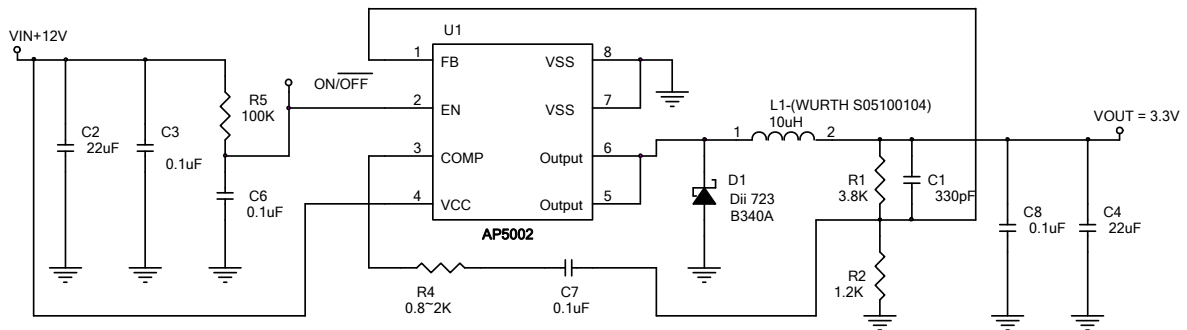 VIN+12V
C2
22uF
C3
0.1uF
R5
100K
C6
0.1uF
ON/OFF
U1
1
FB
2
EN
3
COMP
4
VCC
VSS
8
VSS
7
Output
6
Output
5
AP5002
R4
0.8~2K
C7
0.1uF
D1
Dii 723
B340A
L1-(WURTH S05100104)
10uH
1
2
R1
3.8K
C1
330pF
R2
1.2K
C8
0.1uF
C4
22uF
VOUT = 3.3V